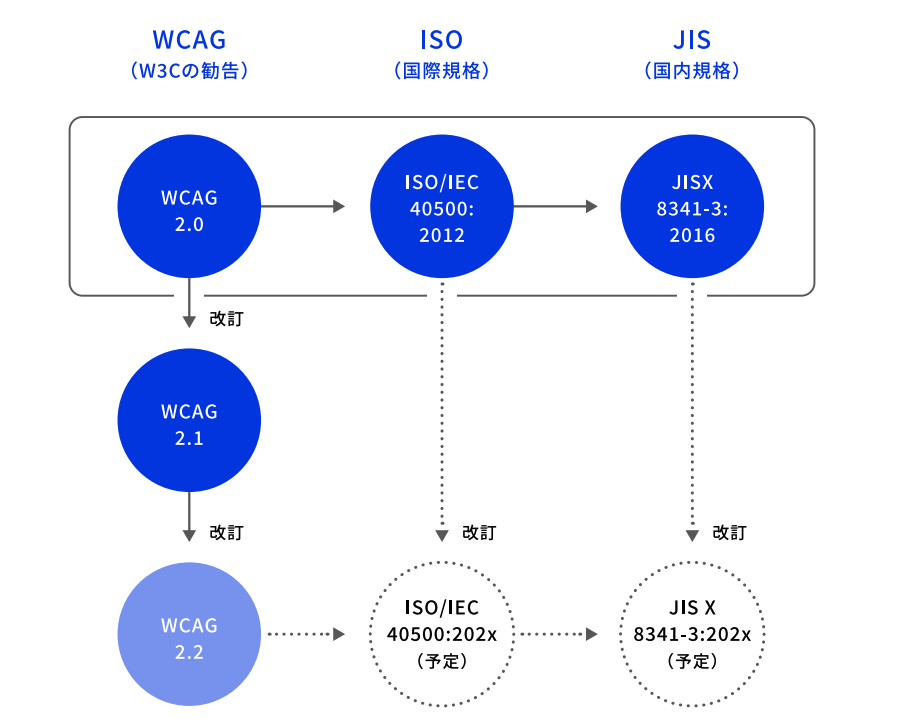 WCAG
（W3Cの勧告）
ISO
（国際規格）
JIS
（国内規格）
WCAG
2.0
ISO/IEC
40500:
2012
JISX
8341-3:
2016
改訂
WCAG
2.1
改訂
改訂
改訂
WCAG
2.2
ISO/IEC
40500:202x
（予定）
JIS X
8341-3:202x
（予定）